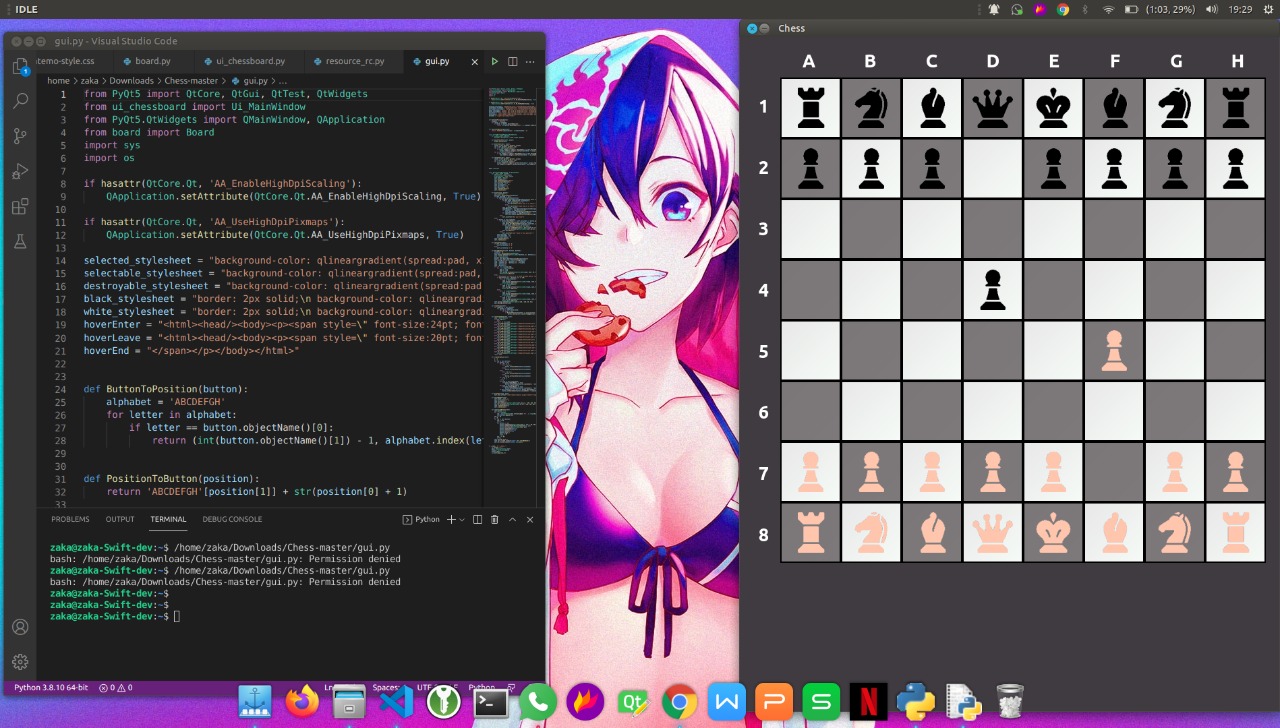 IDLE
(1:03, 29%)
19:29
gui.py - Visual Studio Code
temo-style.css
board.py
ui_chessboard.py
resource_rc.py
gui.py
home > zaka > Downloads > Chess-master > gui.py > ...
1 from PyQt5 import QtCore, QtGui, QtTest, QtWidgets
2 from ui_chessboard import Ui_MainWindow
3 from PyQt5.QtWidgets import QMainWindow, QApplication
4 from board import Board
5 import sys
6 import os
7
8 if hasattr(QtCore.Qt, 'AA_EnableHighDpiScaling'):
9 QApplication.setAttribute(QtCore.Qt.AA_EnableHighDpiScaling, True)
10
11 if hasattr(QtCore.Qt, 'AA_UseHighDpiPixmaps'):
12 QApplication.setAttribute(QtCore.Qt.AA_UseHighDpiPixmaps, True)
13
14 selected_stylesheet = "background-color: qlineargradient(spread:pad, x
15 selectable_stylesheet = "background-color: qlineargradient(spread:pad,
16 destroyable_stylesheet = "background-color: qlineargradient(spread:pad
17 black_stylesheet = "border: 2px solid;\n background-color: qlineargrad
18 white_stylesheet = "border: 2px solid;\n background-color: qlineargrad
19 hoverEnter = "<html><head/><body><p><span style=\" font-size:24pt; fon
20 hoverLeave = "<html><head/><body><p><span style=\" font-size:20pt; fon
21 hoverEnd = "</span></p></body></html>"
22
23
24 def ButtonToPosition(button):
25 alphabet = 'ABCDEFGH'
26 for letter in alphabet:
27 if letter == button.objectName()[0]:
28 return (int(button.objectName()[1]) - 1, alphabet.index(le
29
30
31 def PositionToButton(position):
32 return 'ABCDEFGH'[position[1]] + str(position[0] + 1)
33
PROBLEMS OUTPUT TERMINAL DEBUG CONSOLE
Python
zaka@zaka-Swift-dev:~$ /home/zaka/Downloads/Chess-master/gui.py
bash: /home/zaka/Downloads/Chess-master/gui.py: Permission denied
zaka@zaka-Swift-dev:~$ /home/zaka/Downloads/Chess-master/gui.py
bash: /home/zaka/Downloads/Chess-master/gui.py: Permission denied
zaka@zaka-Swift-dev:~$
zaka@zaka-Swift-dev:~$
zaka@zaka-Swift-dev:~$
Python 3.8.10 64-bit 0 0
Chess
A B C D E F G H
1
2
3
4
5
6
7
8